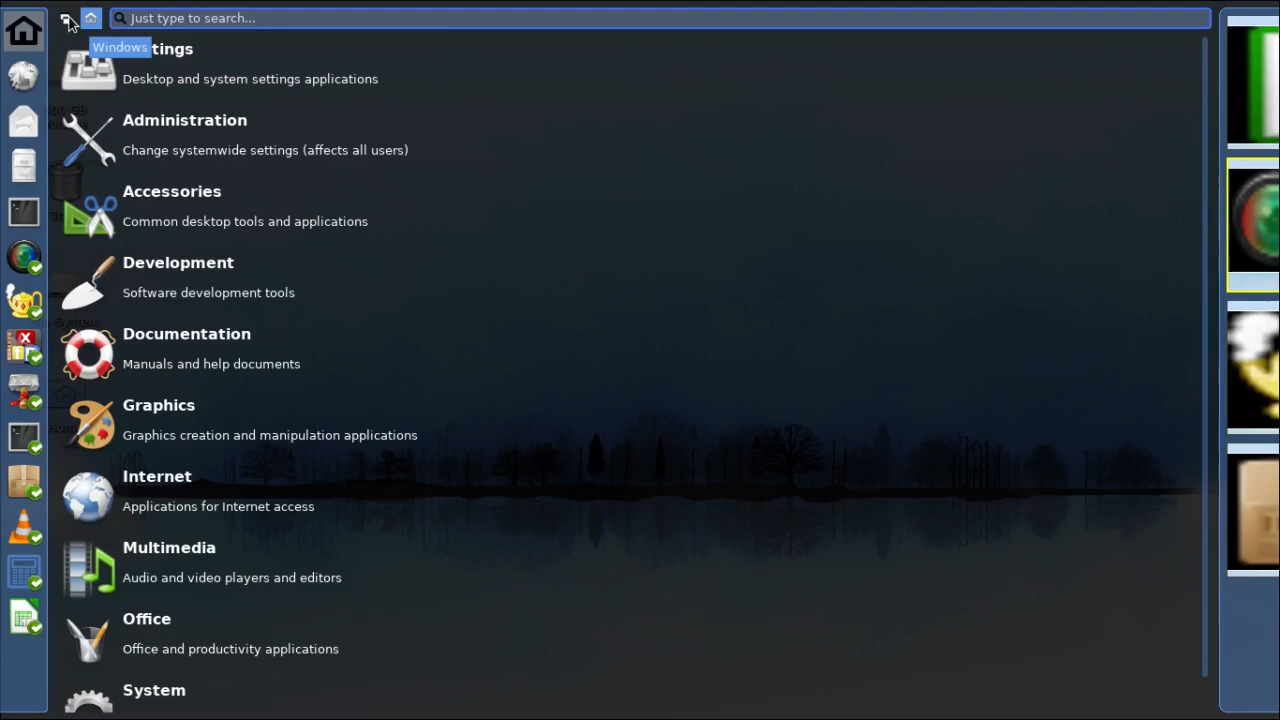 Just type to search...
Windows
tings
Desktop and system settings applications
Administration
Change systemwide settings (affects all users)
Accessories
Common desktop tools and applications
Development
Software development tools
Documentation
Manuals and help documents
Graphics
Graphics creation and manipulation applications
Internet
Applications for Internet access
Multimedia
Audio and video players and editors
Office
Office and productivity applications
System